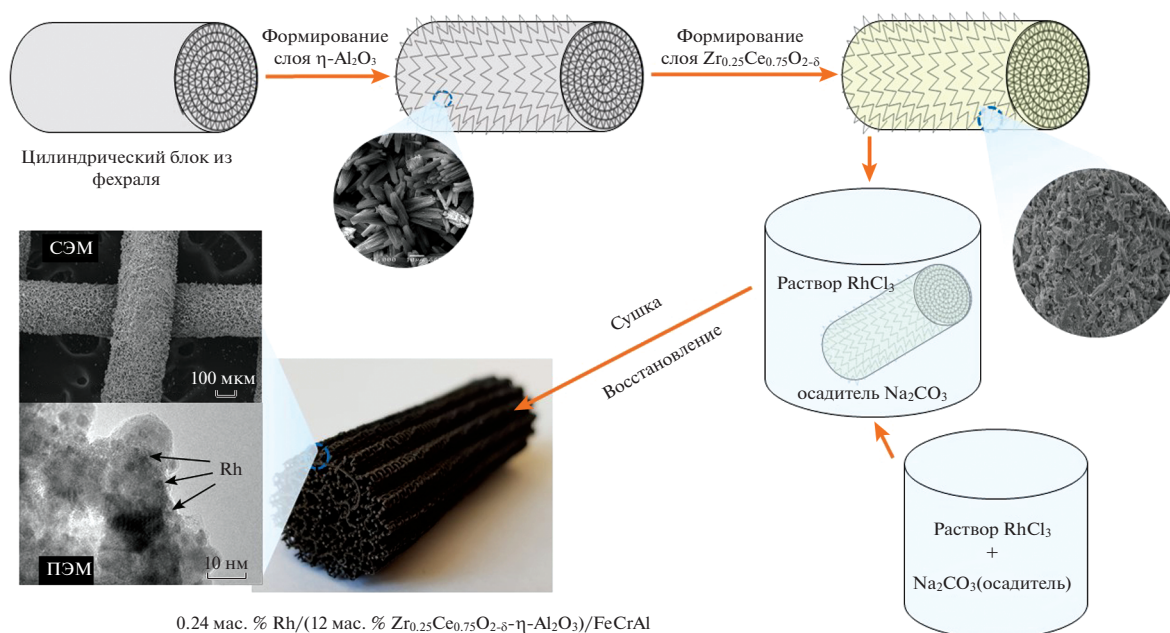 Формирование
слоя η-Al₂O₃
Формирование
слоя Zr₀.₂₅Ce₀.₇₅O₂₋δ
Цилиндрический блок из
фехраля
СЭМ
100 мкм
Rh
ПЭМ
10 нм
Сушка
Восстановление
Раствор RhCl₃
осадитель Na₂CO₃
Раствор RhCl₃
+
Na₂CO₃(осадитель)
0.24 мас. % Rh/(12 мас. % Zr₀.₂₅Ce₀.₇₅O₂₋δ-η-Al₂O₃)/FeCrAl